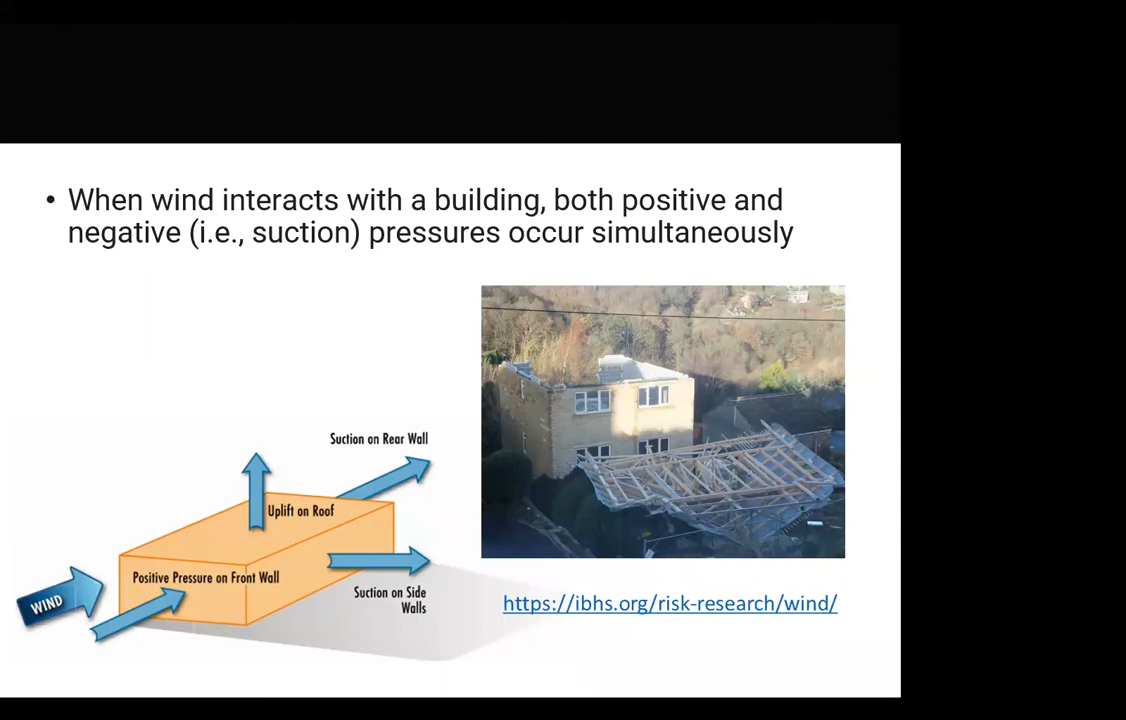 • When wind interacts with a building, both positive and
negative (i.e., suction) pressures occur simultaneously
Suction on Rear Wall
Uplift on Roof
Positive Pressure on Front Wall
WIND
Suction on Side
Walls
https://ibhs.org/risk-research/wind/